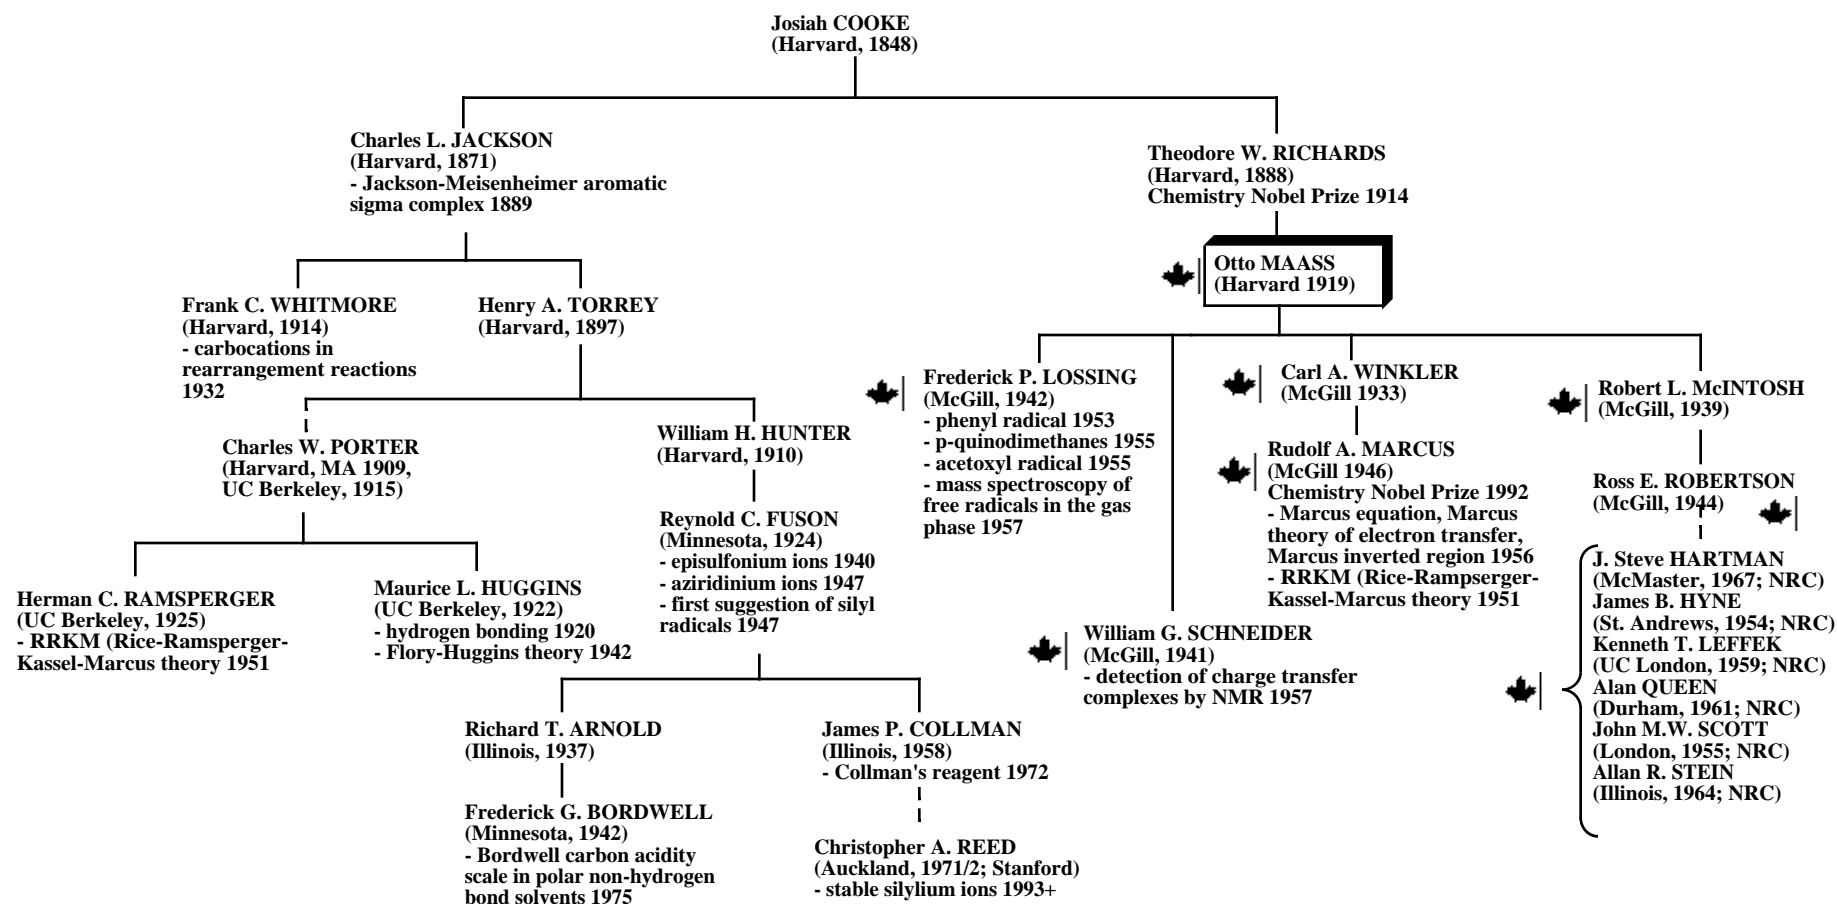 Josiah COOKE
(Harvard, 1848)
Charles L. JACKSON
(Harvard, 1871)
- Jackson-Meisenheimer aromatic
sigma complex 1889
Theodore W. RICHARDS
(Harvard, 1888)
Chemistry Nobel Prize 1914
Otto MAASS
(Harvard 1919)
Frank C. WHITMORE
(Harvard, 1914)
- carbocations in
rearrangement reactions
1932
Henry A. TORREY
(Harvard, 1897)
Frederick P. LOSSING
(McGill, 1942)
- phenyl radical 1953
- p-quinodimethanes 1955
- acetoxyl radical 1955
- mass spectroscopy of
free radicals in the gas
phase 1957
Carl A. WINKLER
(McGill 1933)
Robert L. McINTOSH
(McGill, 1939)
Charles W. PORTER
(Harvard, MA 1909,
UC Berkeley, 1915)
William H. HUNTER
(Harvard, 1910)
Rudolf A. MARCUS
(McGill 1946)
Chemistry Nobel Prize 1992
- Marcus equation, Marcus
theory of electron transfer,
Marcus inverted region 1956
- RRKM (Rice-Rampserger-
Kassel-Marcus theory 1951
Ross E. ROBERTSON
(McGill, 1944)
Reynold C. FUSON
(Minnesota, 1924)
- episulfonium ions 1940
- aziridinium ions 1947
- first suggestion of silyl
radicals 1947
Herman C. RAMSPERGER
(UC Berkeley, 1925)
- RRKM (Rice-Ramsperger-
Kassel-Marcus theory 1951
Maurice L. HUGGINS
(UC Berkeley, 1922)
- hydrogen bonding 1920
- Flory-Huggins theory 1942
William G. SCHNEIDER
(McGill, 1941)
- detection of charge transfer
complexes by NMR 1957
J. Steve HARTMAN
(McMaster, 1967; NRC)
James B. HYNE
(St. Andrews, 1954; NRC)
Kenneth T. LEFFEK
(UC London, 1959; NRC)
Alan QUEEN
(Durham, 1961; NRC)
John M.W. SCOTT
(London, 1955; NRC)
Allan R. STEIN
(Illinois, 1964; NRC)
Richard T. ARNOLD
(Illinois, 1937)
James P. COLLMAN
(Illinois, 1958)
- Collman's reagent 1972
Frederick G. BORDWELL
(Minnesota, 1942)
- Bordwell carbon acidity
scale in polar non-hydrogen
bond solvents 1975
Christopher A. REED
(Auckland, 1971/2; Stanford)
- stable silylium ions 1993+